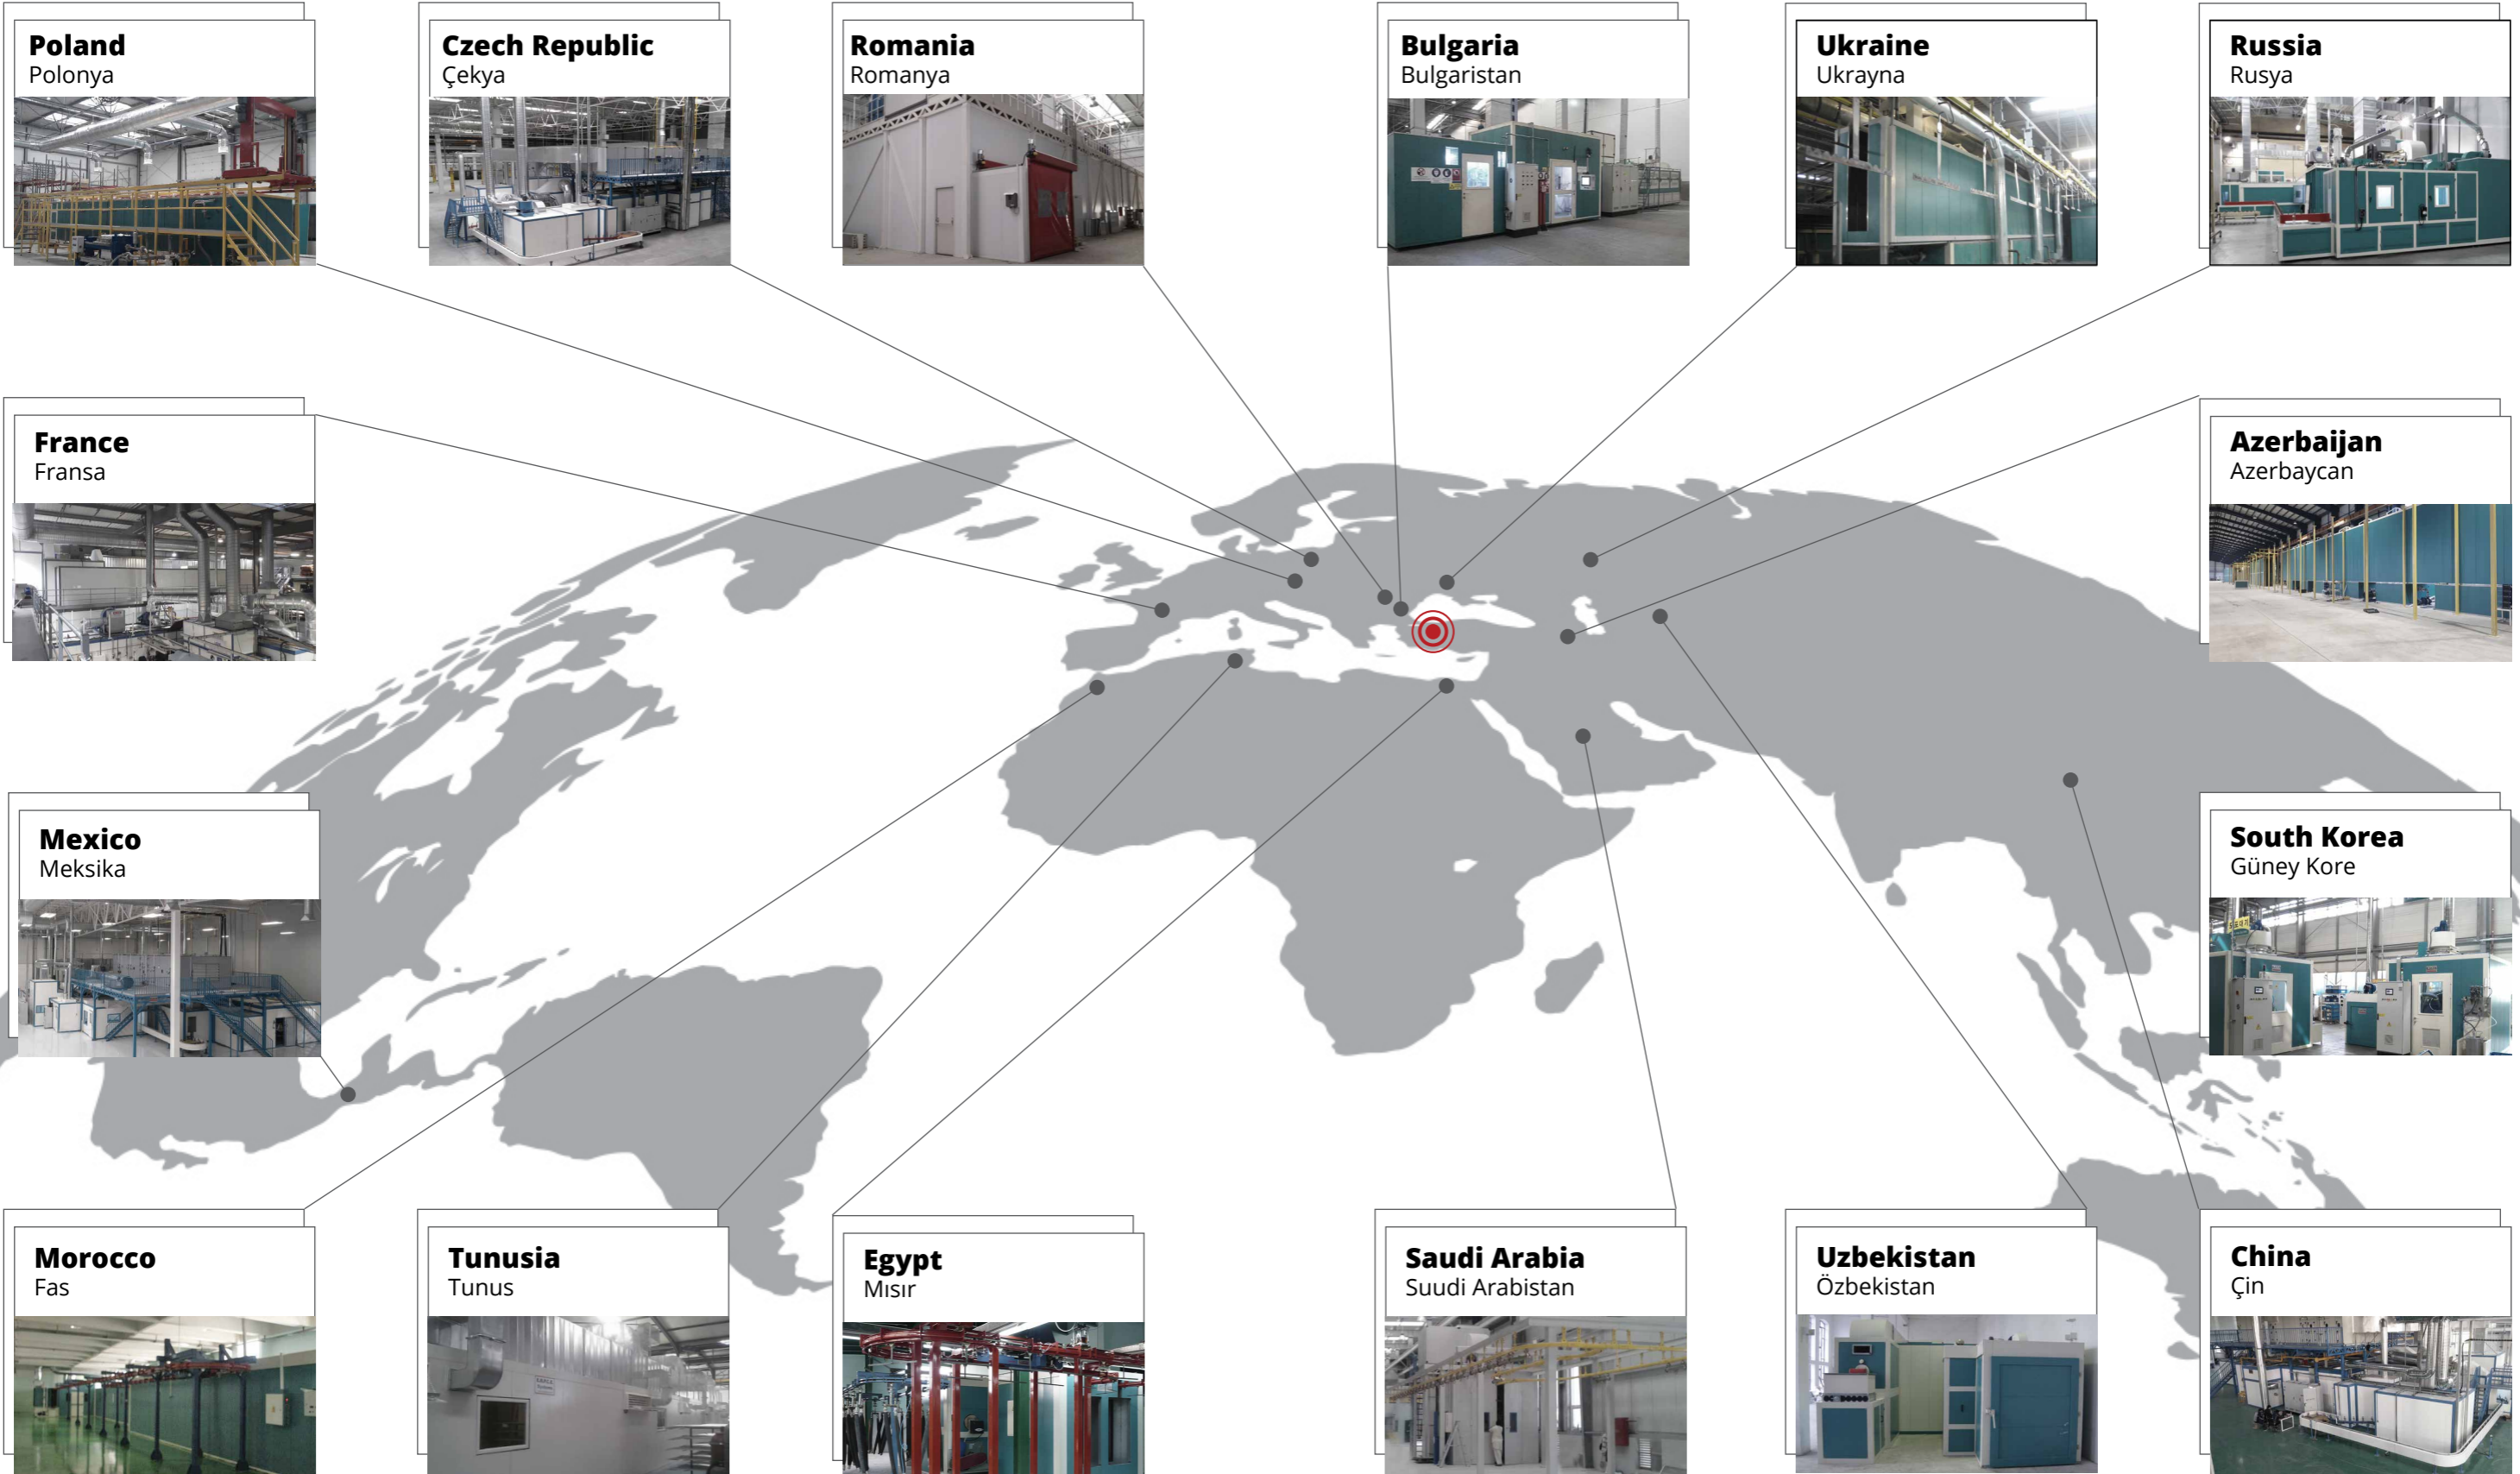 Poland
Polonya
Czech Republic
Çekya
Romania
Romanya
Bulgaria
Bulgaristan
Ukraine
Ukrayna
Russia
Rusya
France
Fransa
Azerbaijan
Azerbaycan
Mexico
Meksika
South Korea
Güney Kore
Morocco
Fas
Tunusia
Tunus
Egypt
Mısır
Saudi Arabia
Suudi Arabistan
Uzbekistan
Özbekistan
China
Çin